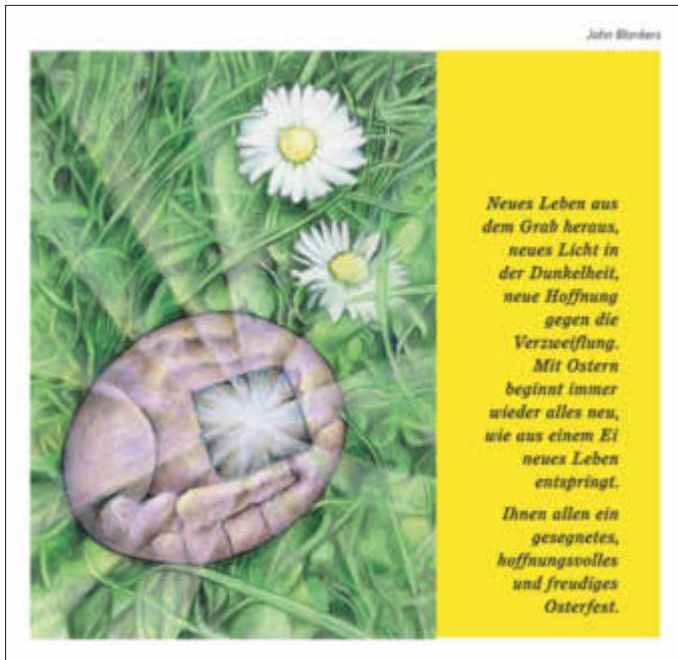 John Blankers
Neues Leben aus
dem Grab heraus,
neues Licht in
der Dunkelheit,
neue Hoffnung
gegen die
Verzweiflung.
Mit Ostern
beginnt immer
wieder alles neu,
wie aus einem Ei
neues Leben
entspringt.
Ihnen allen ein
gesegnetes,
hoffnungsvolles
und freudiges
Osterfest.